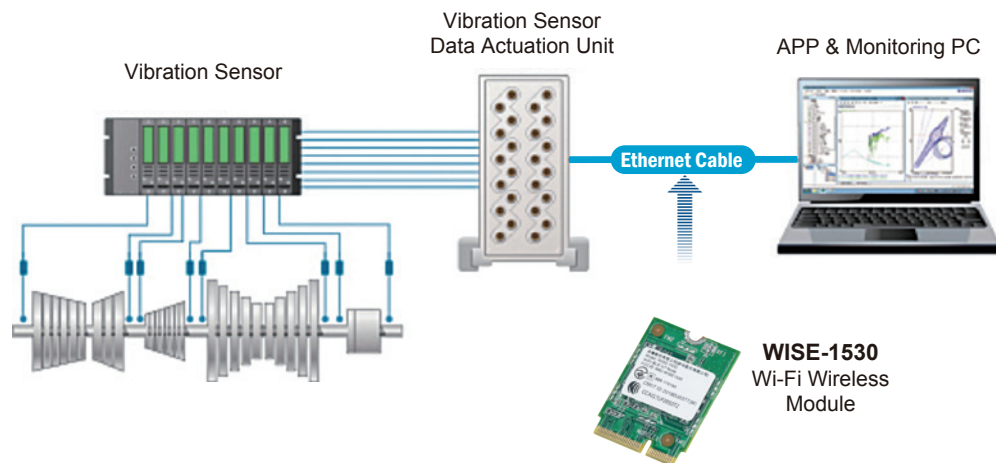 Vibration Sensor
Data Actuation Unit
APP & Monitoring PC
Vibration Sensor
Ethernet Cable
WISE-1530
Wi-Fi Wireless
Module